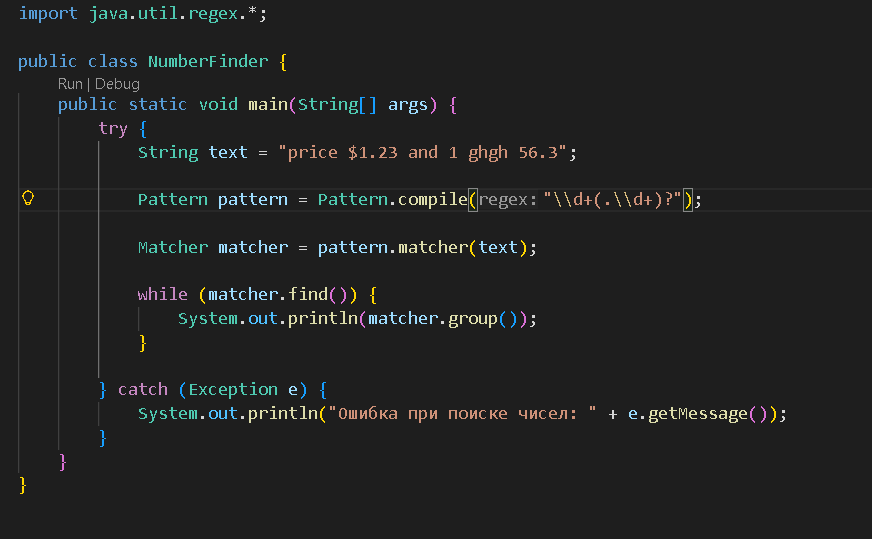 import java.util.regex.*;
public class NumberFinder {
Run | Debug
public static void main(String[] args) {
try {
String text = "price $1.23 and 1 ghgh 56.3";
Pattern pattern = Pattern.compile(regex:"\\d+(.\\d+)?");
Matcher matcher = pattern.matcher(text);
while (matcher.find()) {
System.out.println(matcher.group());
}
} catch (Exception e) {
System.out.println("Ошибка при поиске чисел: " + e.getMessage());
}
}
}